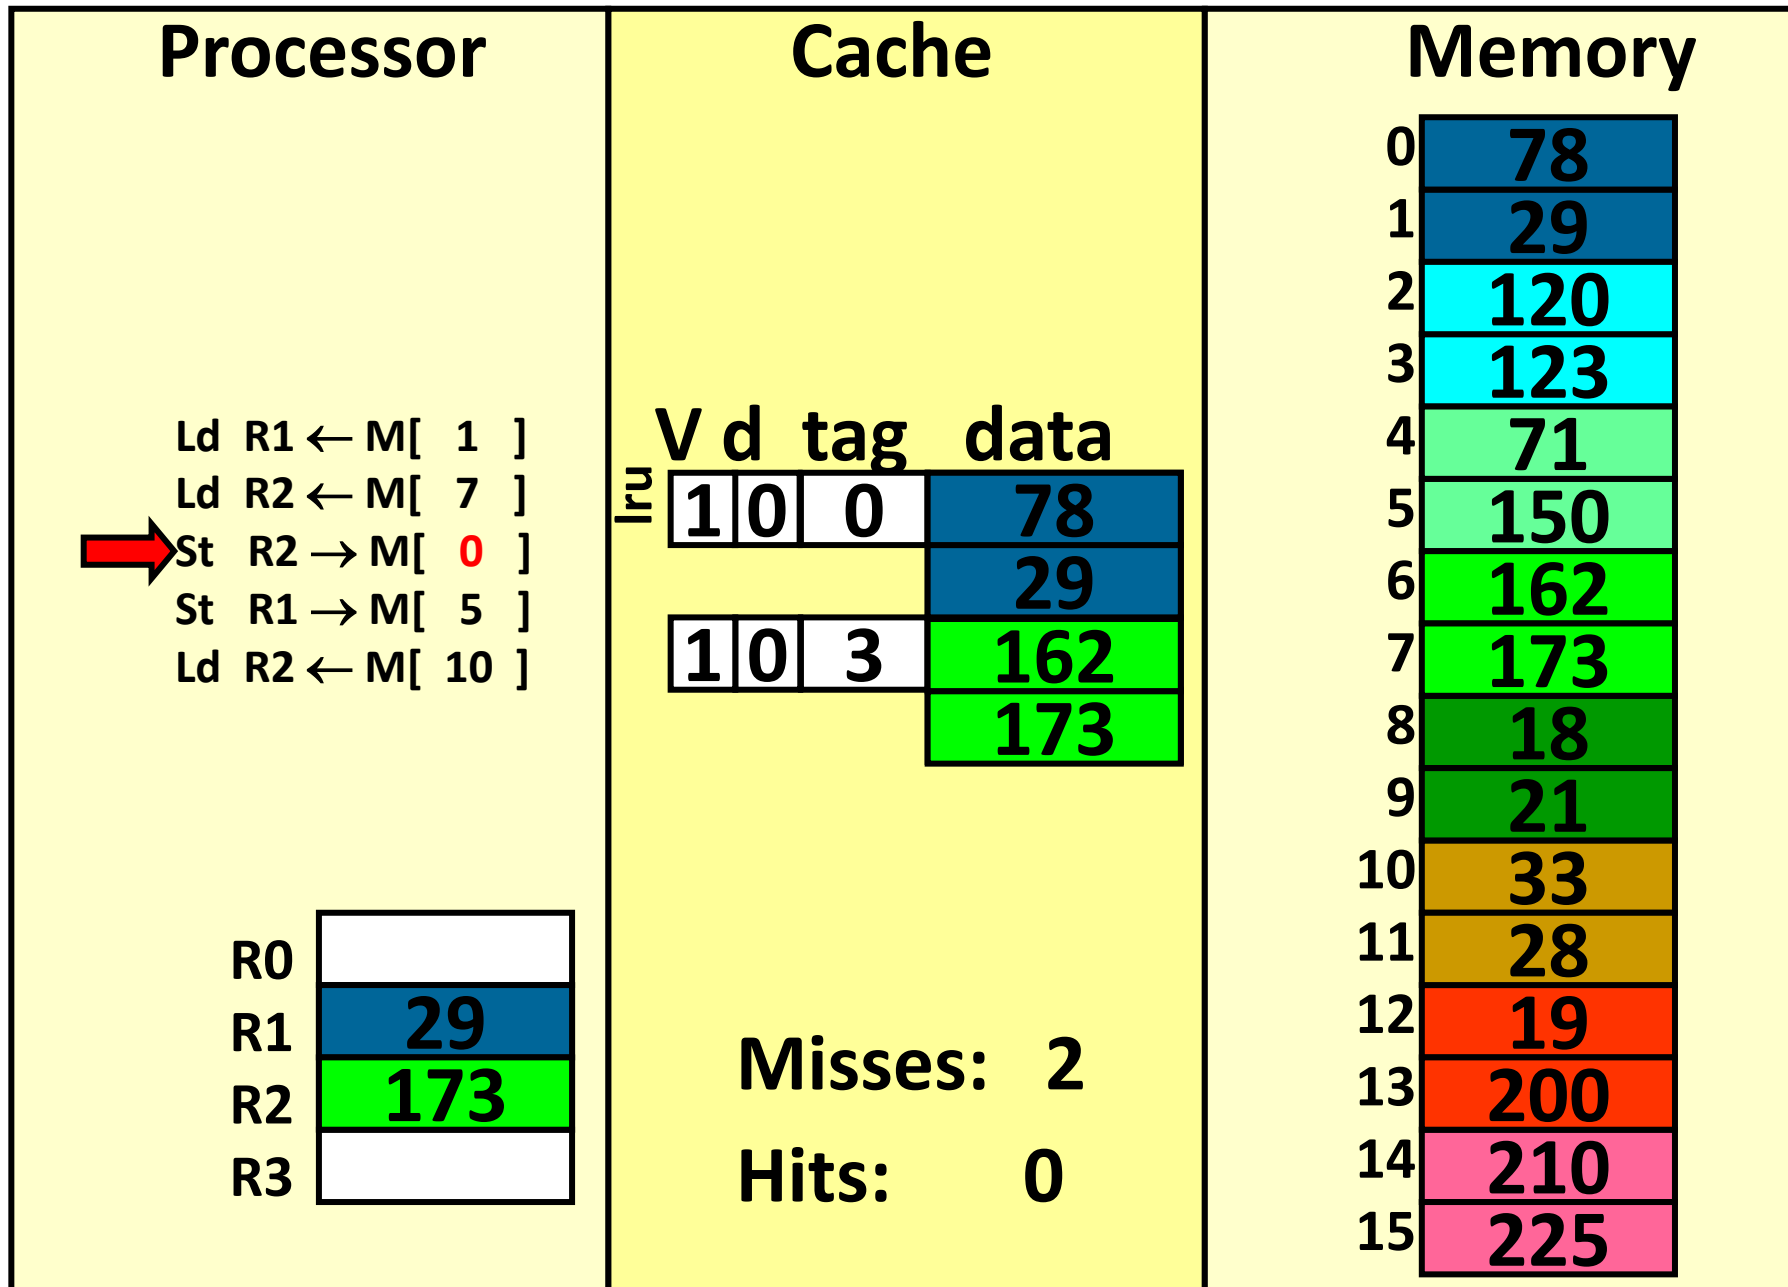 Processor
Ld R1 ← M[ 1 ]
Ld R2 ← M[ 7 ]
St R2 → M[ 0 ]
St R1 → M[ 5 ]
Ld R2 ← M[ 10 ]
R0
R1 29
R2 173
R3
Cache
V d tag data
lru 1 0 0 78
29
1 0 3 162
173
Misses: 2
Hits: 0
Memory
0 78
1 29
2 120
3 123
4 71
5 150
6 162
7 173
8 18
9 21
10 33
11 28
12 19
13 200
14 210
15 225